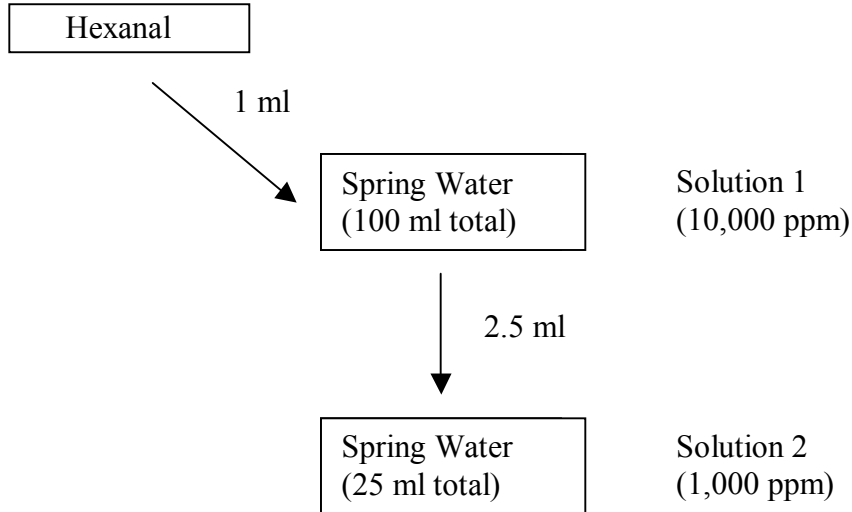 Hexanal
1 ml
Spring Water
(100 ml total)
Solution 1
(10,000 ppm)
2.5 ml
Spring Water
(25 ml total)
Solution 2
(1,000 ppm)